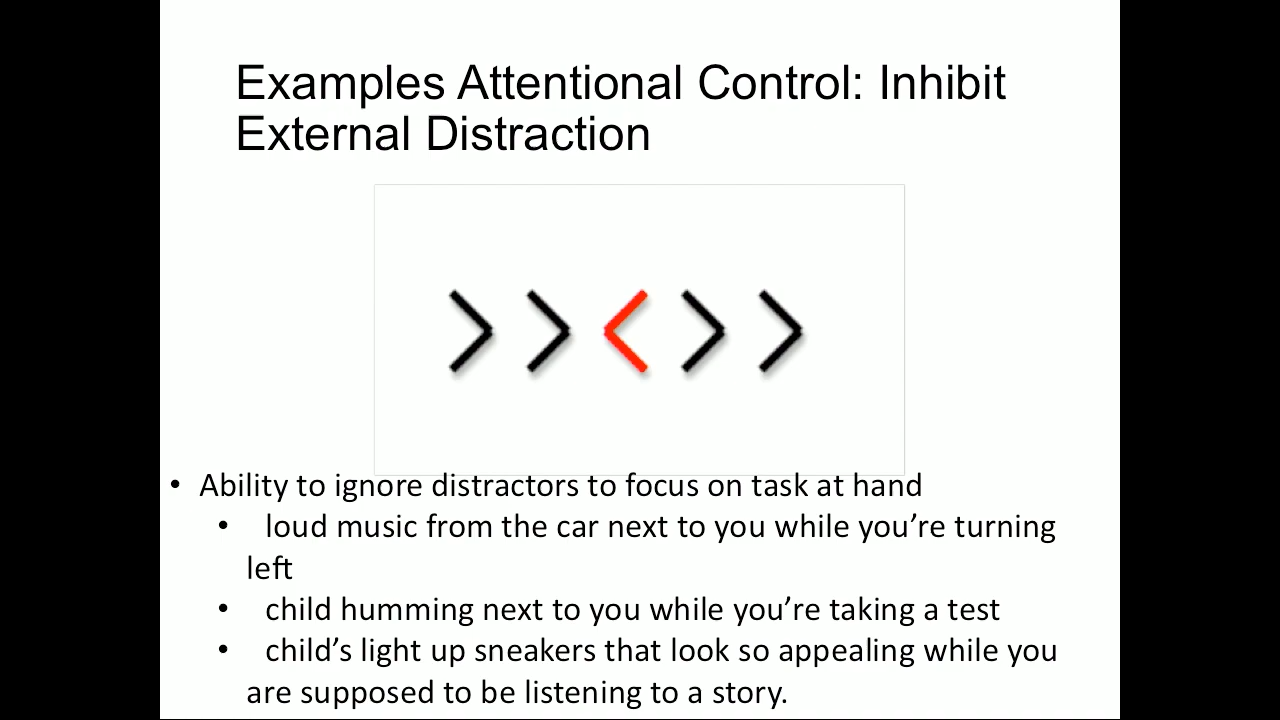 Examples Attentional Control: Inhibit
External Distraction
• Ability to ignore distractors to focus on task at hand
• loud music from the car next to you while you’re turning
left
• child humming next to you while you’re taking a test
• child’s light up sneakers that look so appealing while you
are supposed to be listening to a story.